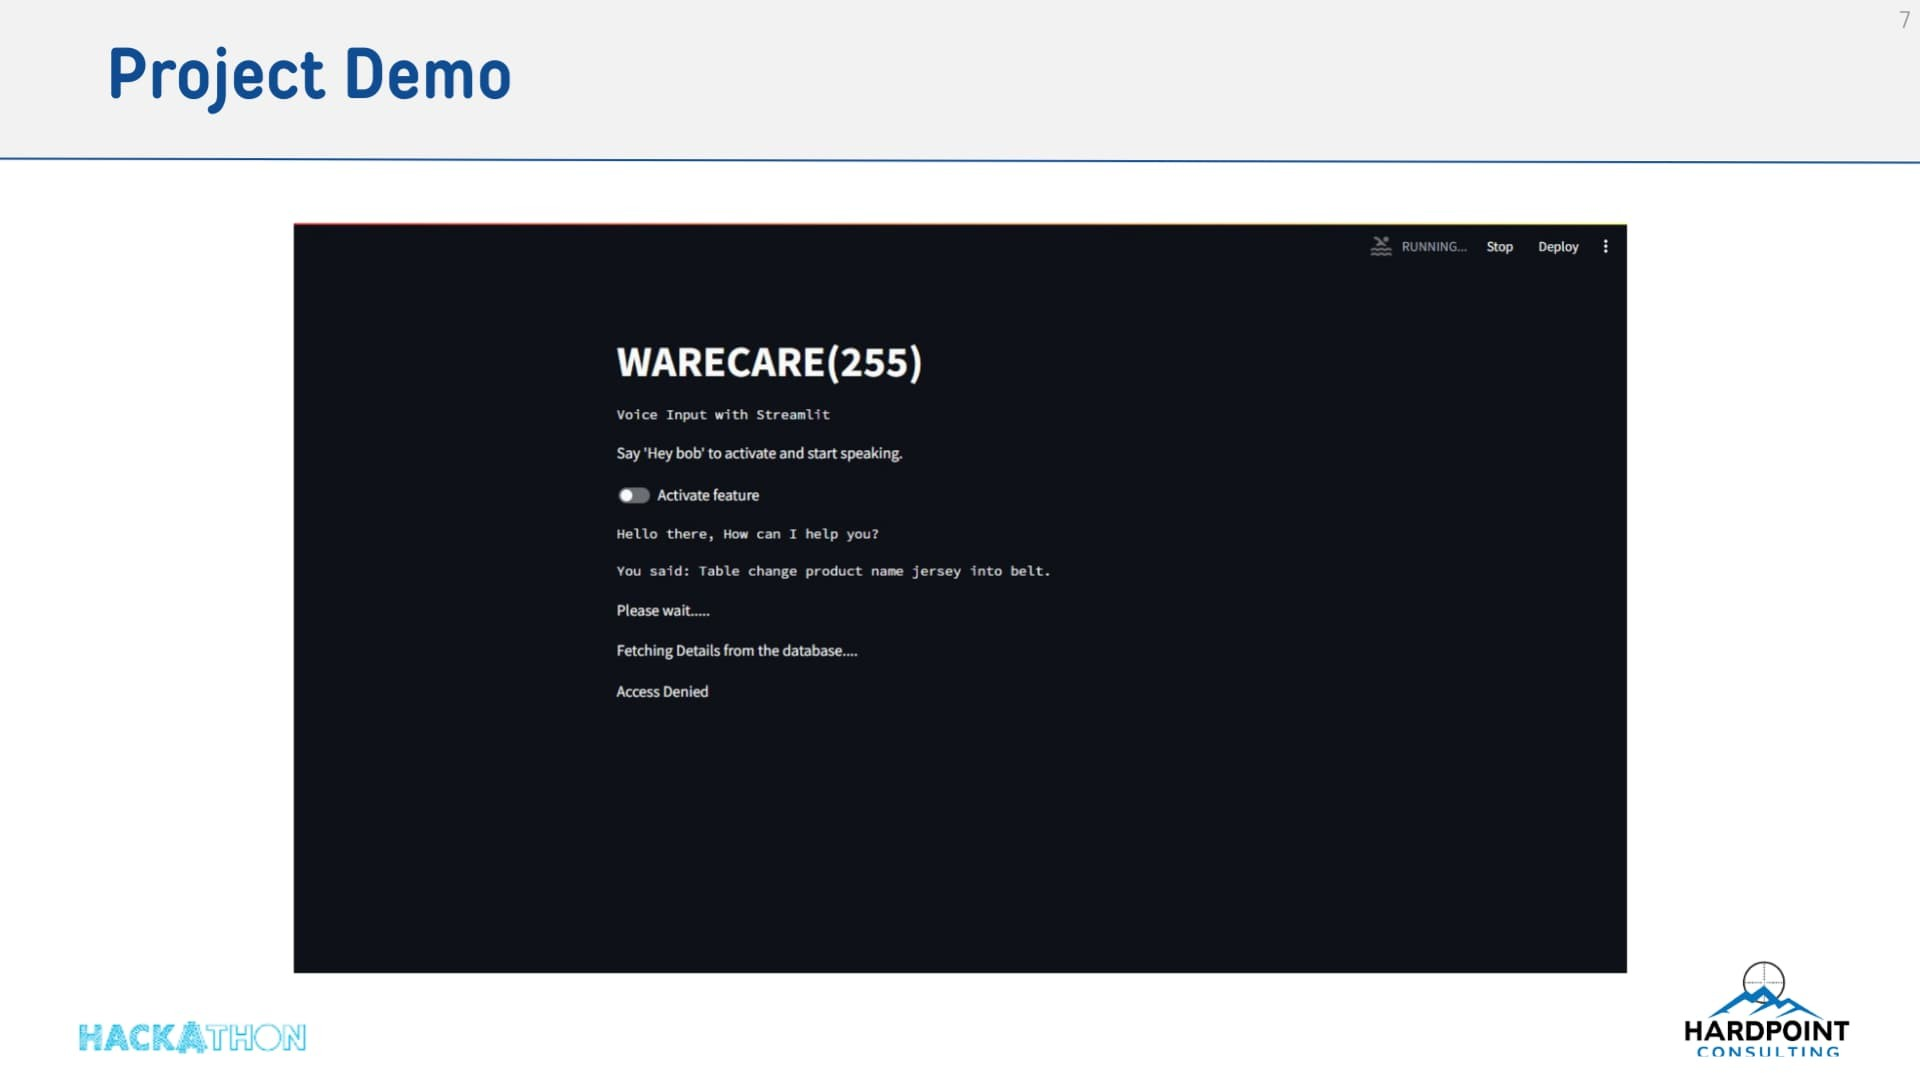 7
Project Demo
RUNNING... Stop Deploy
WARECARE(255)
Voice Input with Streamlit
Say 'Hey bob' to activate and start speaking.
Activate feature
Hello there, How can I help you?
You said: Table change product name jersey into belt.
Please wait.....
Fetching Details from the database....
Access Denied
HACKATHON
HARDPOINT
CONSULTING